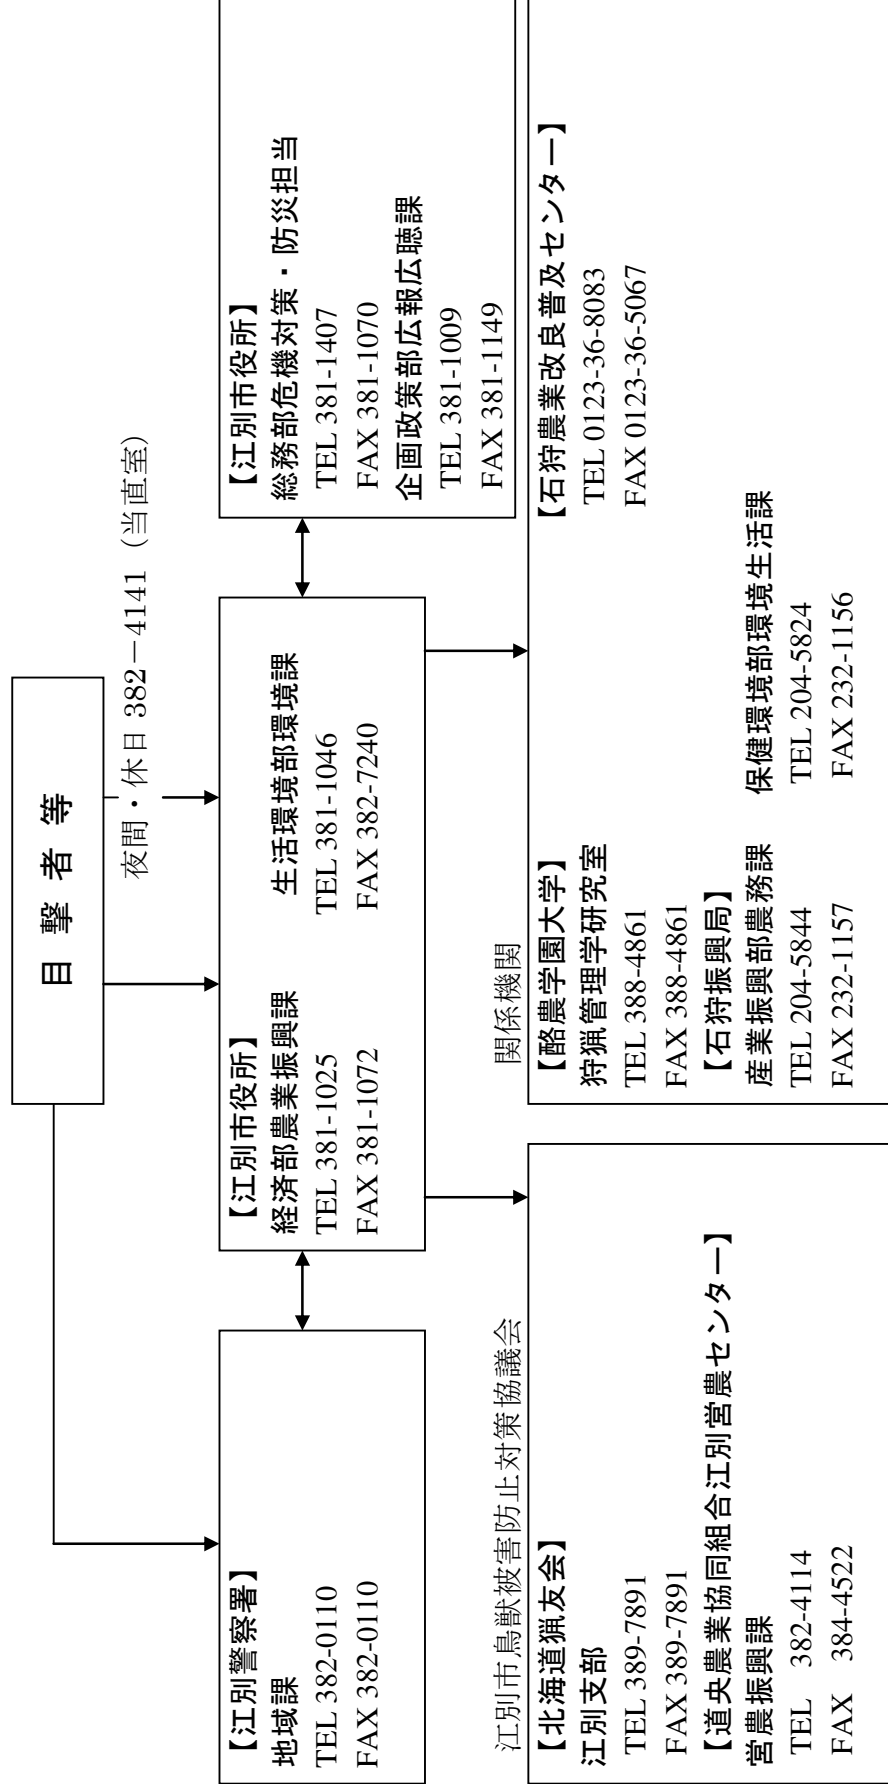 目 撃 者 等
夜間・休日 382－4141（当直室）
【江別警察署】
地域課
TEL 382-0110
FAX 382-0110
【江別市役所】
経済部農業振興課
TEL 381-1025
FAX 381-1072
生活環境部環境課
TEL 381-1046
FAX 382-7240
【江別市役所】
総務部危機対策・防災担当
TEL 381-1407
FAX 381-1070
企画政策部広報広聴課
TEL 381-1009
FAX 381-1149
江別市鳥獣被害防止対策協議会
【北海道猟友会】
江別支部
TEL 389-7891
FAX 389-7891
【道央農業協同組合江別営農センター】
営農振興課
TEL 382-4114
FAX 384-4522
関係機関
【酪農学園大学】
狩猟管理学研究室
TEL 388-4861
FAX 388-4861
【石狩振興局】
産業振興部農務課
TEL 204-5844
FAX 232-1157
保健環境部環境生活課
TEL 204-5824
FAX 232-1156
【石狩農業改良普及センター】
TEL 0123-36-8083
FAX 0123-36-5067